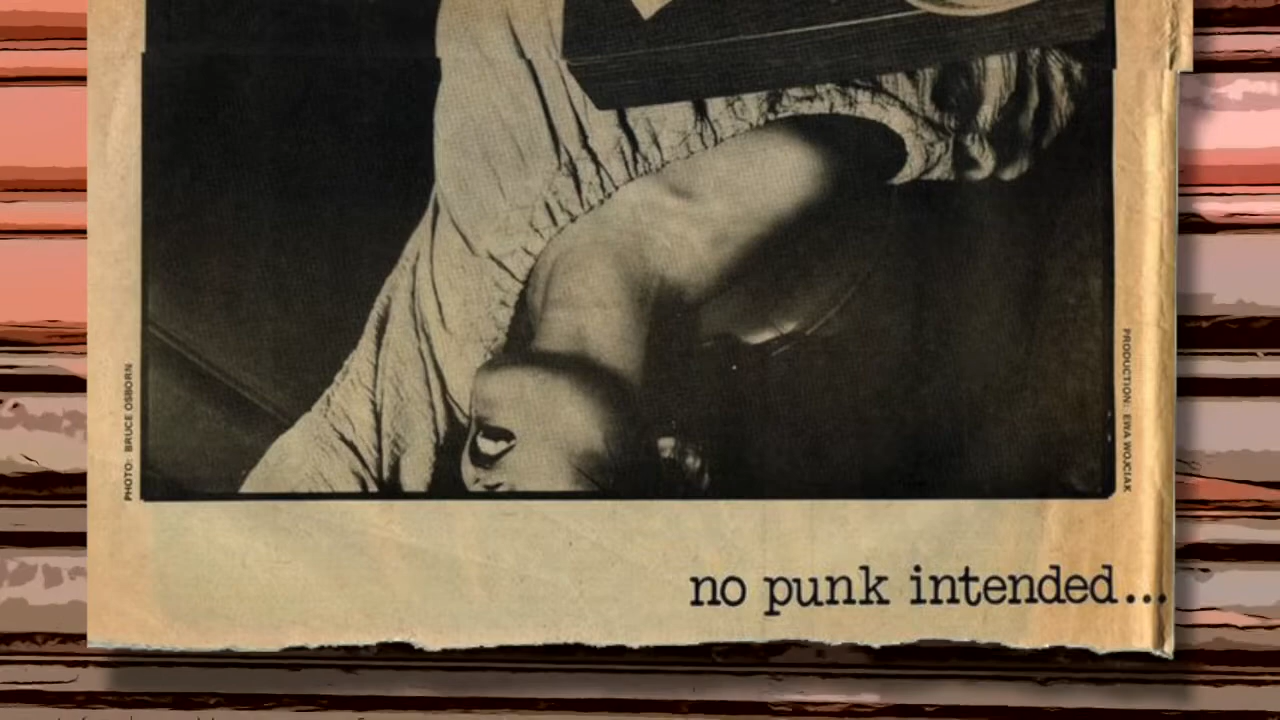 PHOTO: BRUCE OSBORN
PRODUCTION: EWA WOJCIAK
no punk intended...